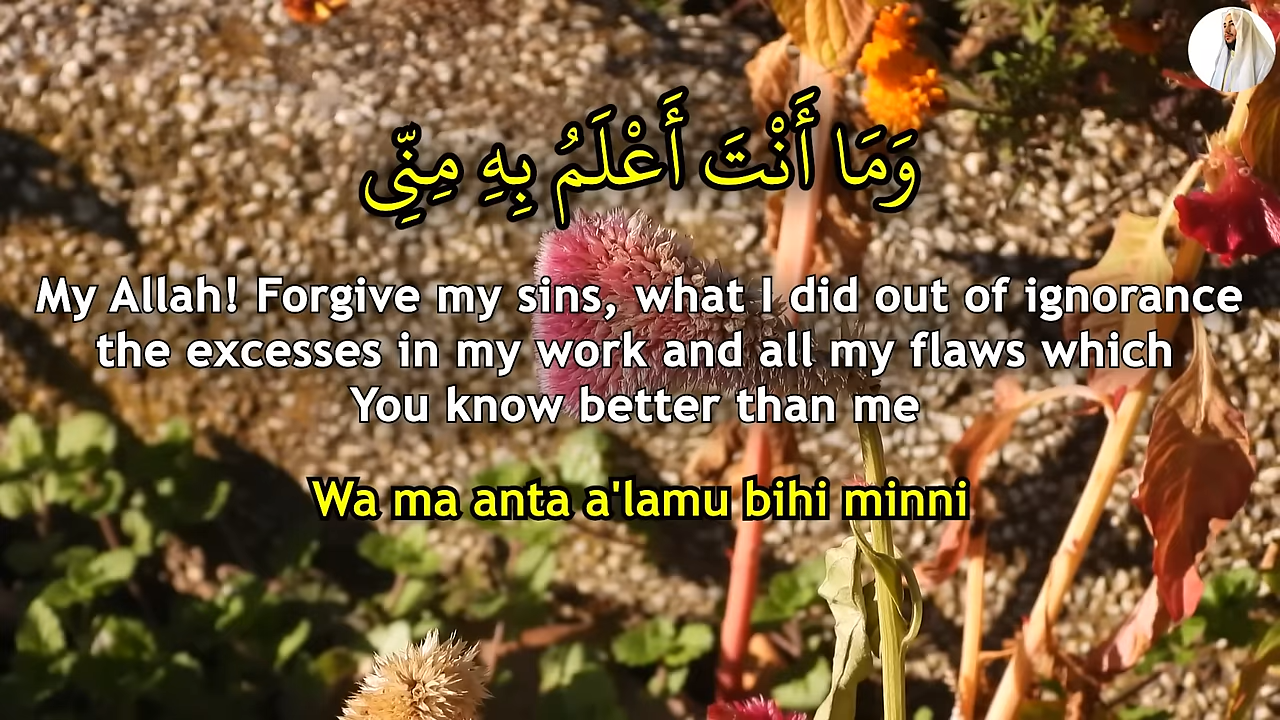 وَمَا أَنْتَ أَعْلَمُ بِهِ مِنِّي
My Allah! Forgive my sins, what I did out of ignorance
the excesses in my work and all my flaws which
You know better than me
Wa ma anta a'lamu bihi minni